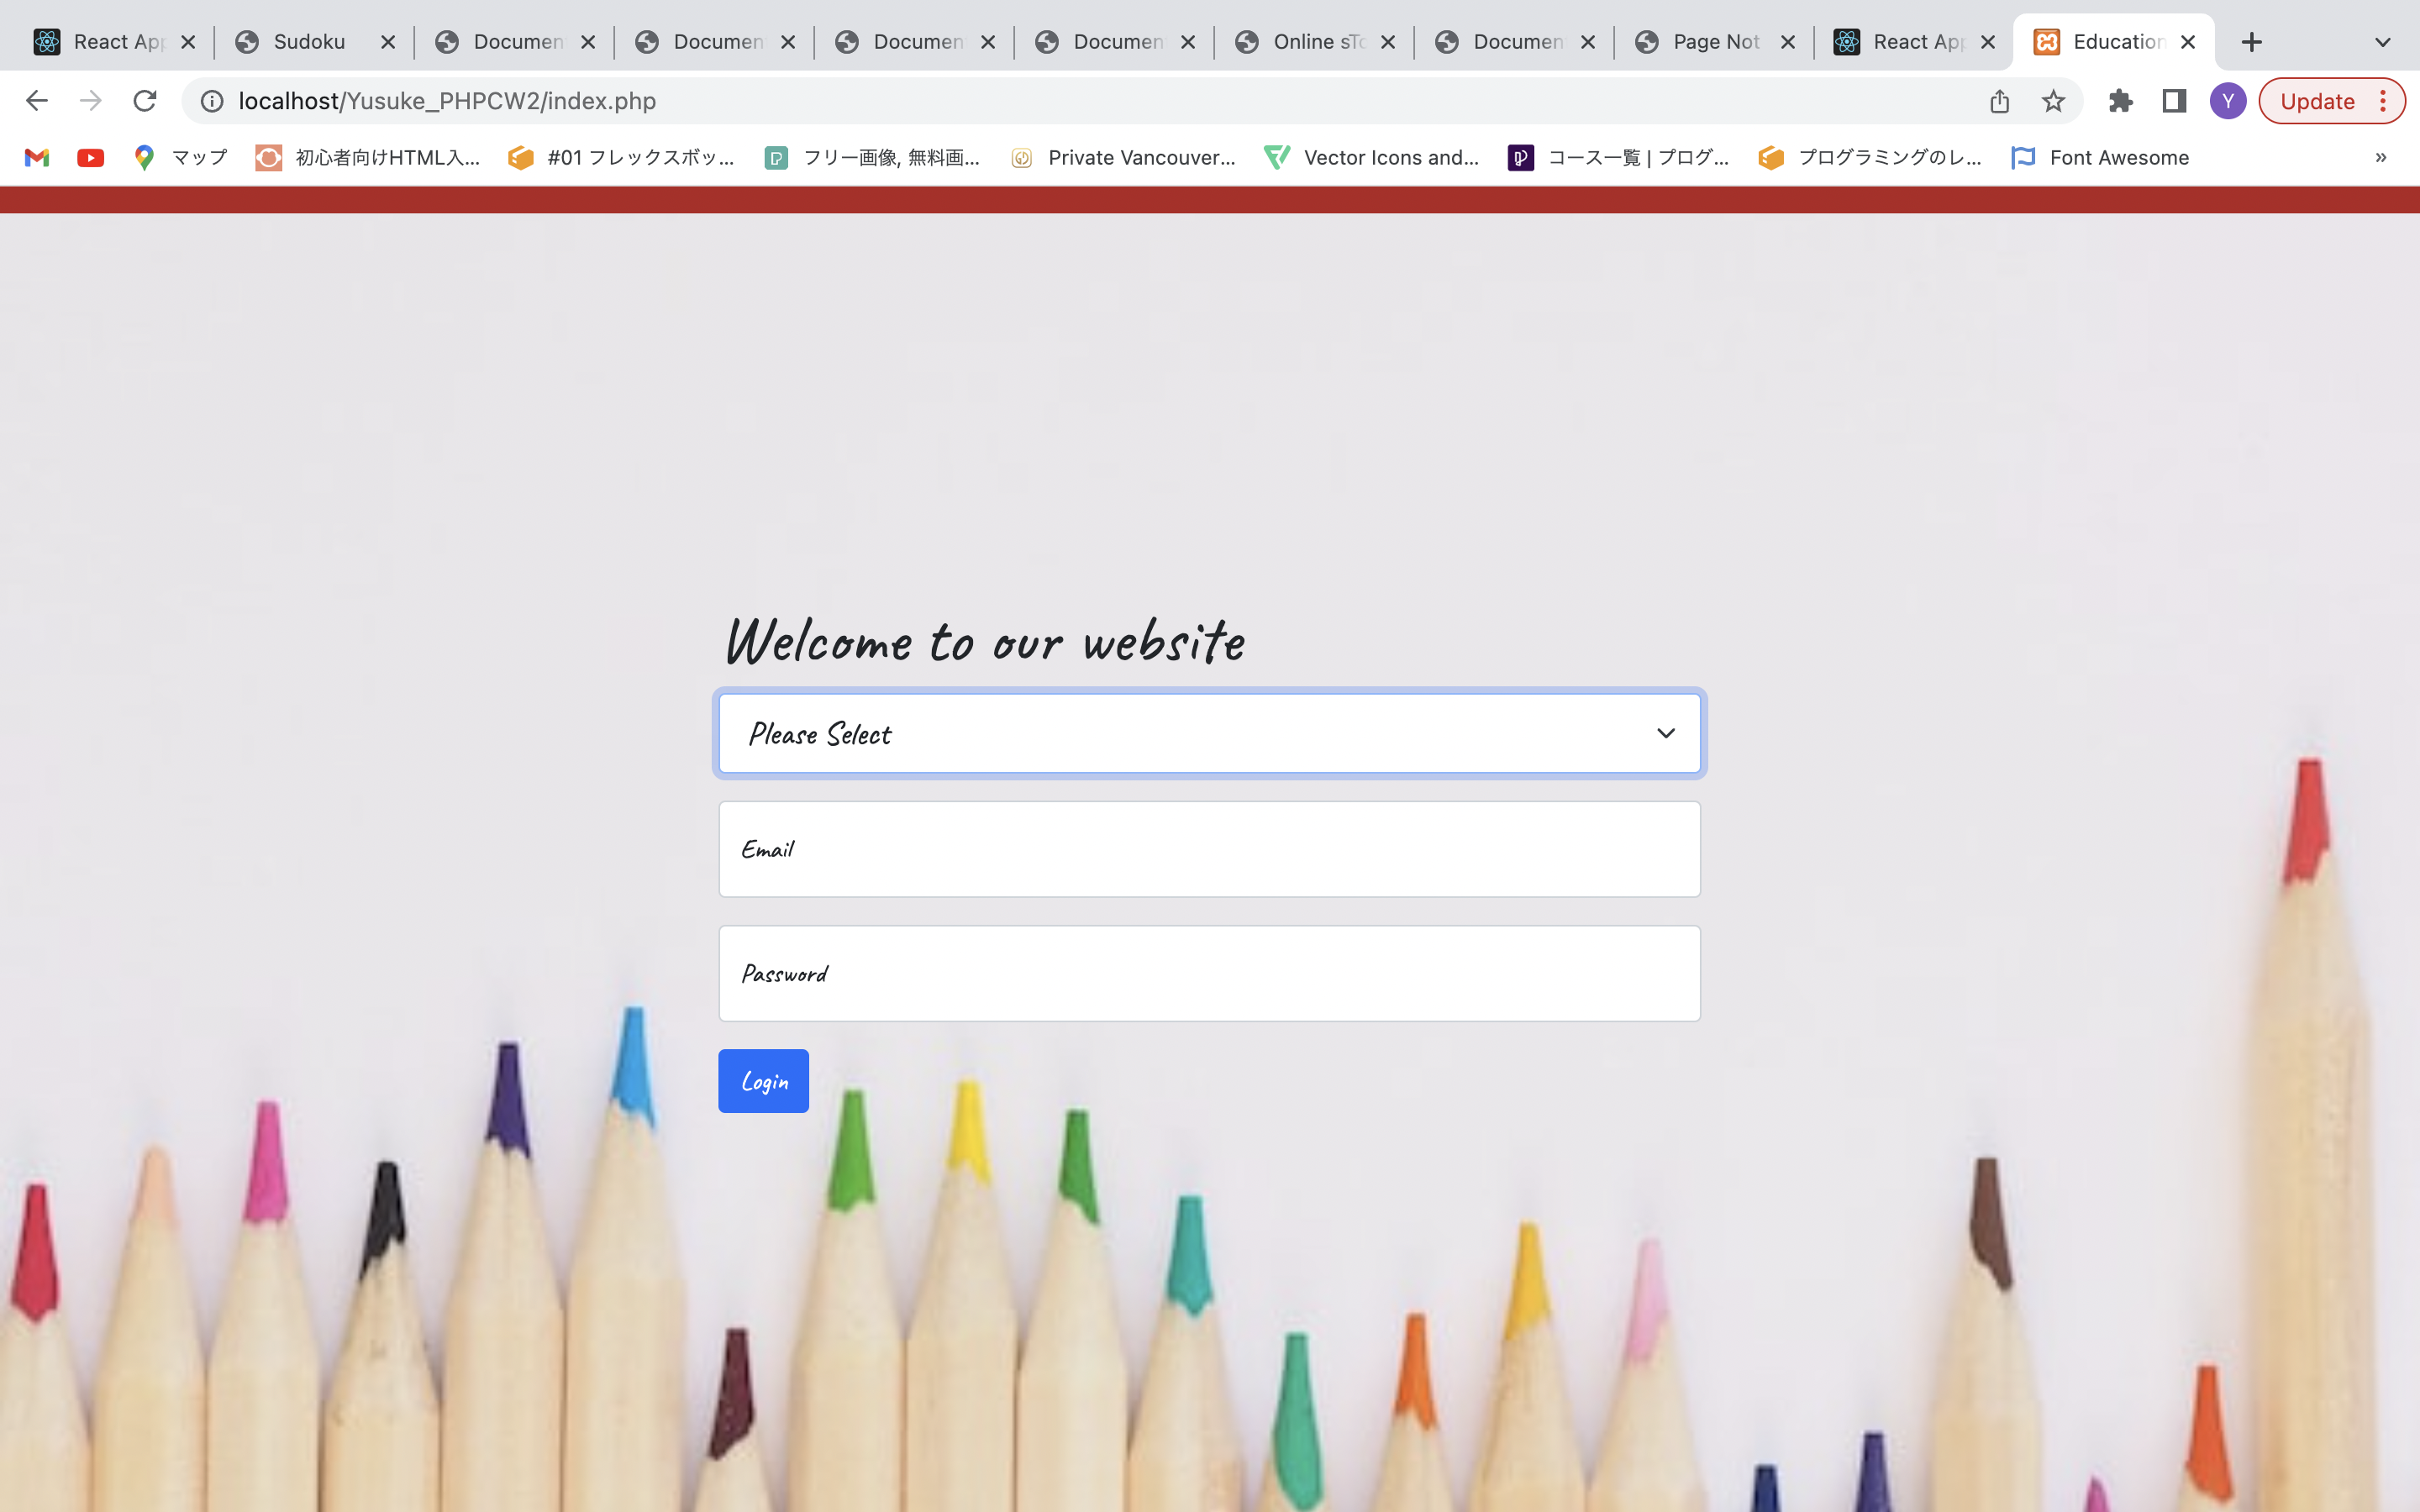 React App
Sudoku
Documen
Documen
Documen
Documen
Online sTo
Documen
Page Not
React App
Education
localhost/Yusuke_PHPCW2/index.php
Y
Update
マップ
初心者向けHTML入...
#01 フレックスボッ...
フリー画像, 無料画...
Private Vancouver...
Vector Icons and...
コース一覧 | プログ...
プログラミングのレ...
Font Awesome
»
Welcome to our website
Please Select
Email
Password
Login